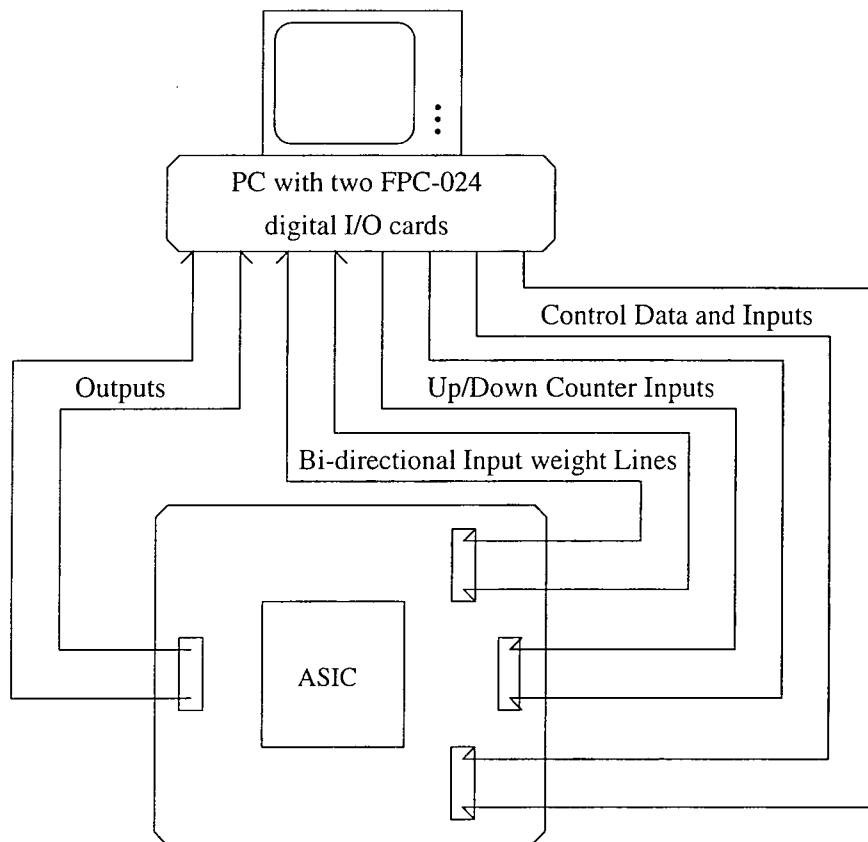 PC with two FPC-024
digital I/O cards
Control Data and Inputs
Outputs
Up/Down Counter Inputs
Bi-directional Input weight Lines
ASIC